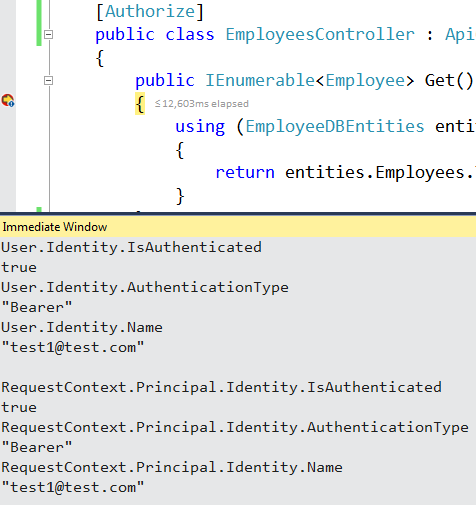 [Authorize]
public class EmployeesController : Api
{
public IEnumerable<Employee> Get()
{ ≤12,603ms elapsed
using (EmployeeDBEntities enti
{
return entities.Employees.
}
Immediate Window
User.Identity.IsAuthenticated
true
User.Identity.AuthenticationType
"Bearer"
User.Identity.Name
"test1@test.com"
RequestContext.Principal.Identity.IsAuthenticated
true
RequestContext.Principal.Identity.AuthenticationType
"Bearer"
RequestContext.Principal.Identity.Name
"test1@test.com"